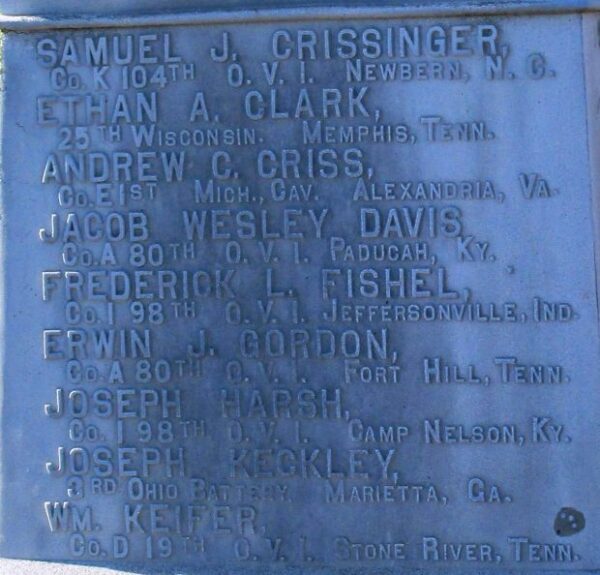 SAMUEL J. CRISSINGER,
CO. K 104TH O. V. I. NEWBERN, N. C.
ETHAN A. CLARK,
25TH WISCONSIN. MEMPHIS, TENN.
ANDREW C. CRISS,
CO. E 1ST MICH., CAV. ALEXANDRIA, VA.
JACOB WESLEY DAVIS
CO. A 80TH O. V. I. PADUCAH, KY.
FREDERICK L. FISHEL,
CO. I 98TH O. V. I. JEFFERSONVILLE, IND.
ERWIN J. GORDON,
CO. A 80TH O. V. I. FORT HILL, TENN.
JOSEPH HARSH,
CO. I 98TH O. V. I. CAMP NELSON, KY.
JOSEPH KECKLEY,
3RD OHIO BATTERY MARIETTA, GA.
WM. KEIFER,
CO. D 19TH O. V. I. STONE RIVER, TENN.